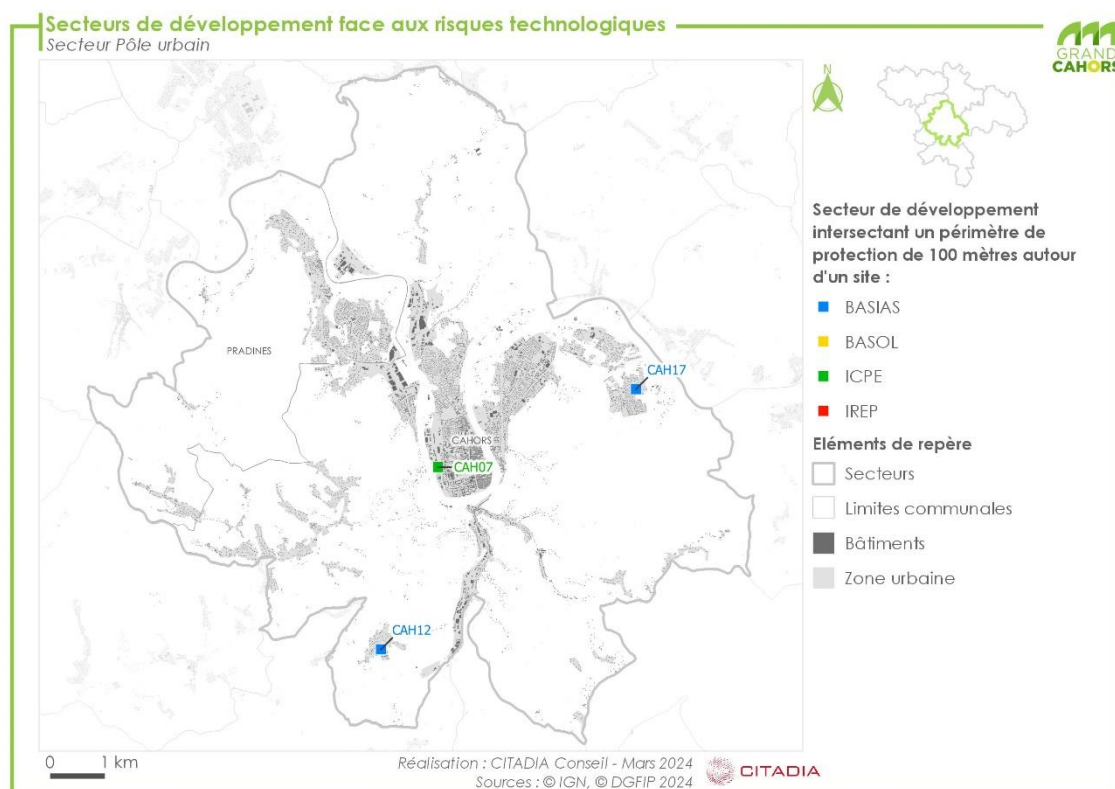 Secteurs de développement face aux risques technologiques
Secteur Pôle urbain
GRAND
CAHORS
N
Secteur de développement
intersectant un périmètre de
protection de 100 mètres autour
d'un site :
BASIAS
BASOL
ICPE
IREP
Eléments de repère
Secteurs
Limites communales
Bâtiments
Zone urbaine
PRADINES
CAH17
CAHORS
CAH07
CAH12
0 1 km
Réalisation : CITADIA Conseil - Mars 2024
Sources : © IGN, © DGFIP 2024
CITADIA